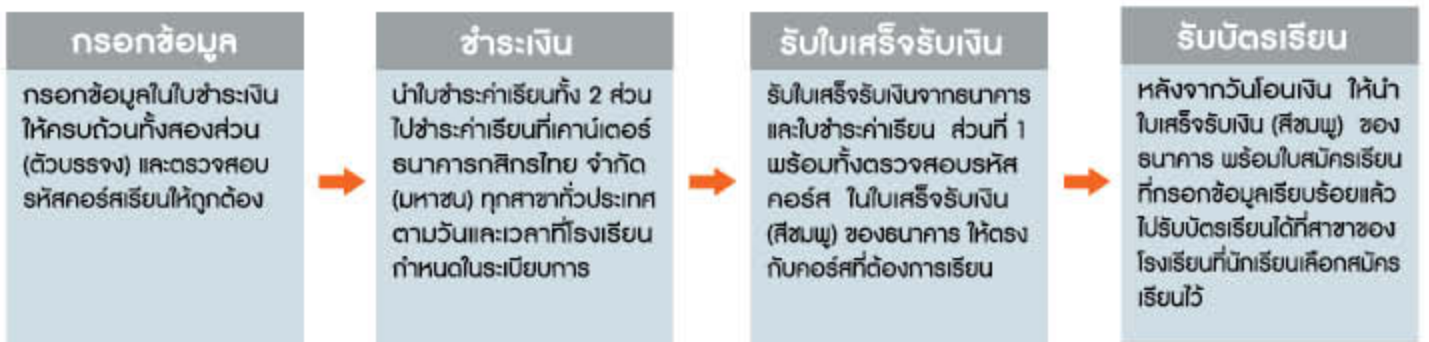 กรอกข้อมูล
กรอกข้อมูลในใบชำระเงิน
ให้ครบถ้วนทั้งสองส่วน
(ตัวบรรจง) และตรวจสอบ
รหัสคอร์สเรียนให้ถูกต้อง
ชำระเงิน
นำใบชำระค่าเรียนทั้ง 2 ส่วน
ไปชำระค่าเรียนที่เคาน์เตอร์
ธนาคารกสิกรไทย จำกัด
(มหาชน) ทุกสาขาทั่วประเทศ
ตามวันและเวลาที่โรงเรียน
กำหนดในระเบียบการ
รับใบเสร็จรับเงิน
รับใบเสร็จรับเงินจากธนาคาร
และใบชำระค่าเรียน ส่วนที่ 1
พร้อมทั้งตรวจสอบรหัส
คอร์ส ในใบเสร็จรับเงิน
(สีชมพู) ของธนาคาร ให้ตรง
กับคอร์สที่ต้องการเรียน
รับบัตรเรียน
หลังจากวันโอนเงิน ให้นำ
ใบเสร็จรับเงิน (สีชมพู) ของ
ธนาคาร พร้อมใบสมัครเรียน
ที่กรอกข้อมูลเรียบร้อยแล้ว
ไปรับบัตรเรียนได้ที่สาขาของ
โรงเรียนที่นักเรียนเลือกสมัคร
เรียนไว้